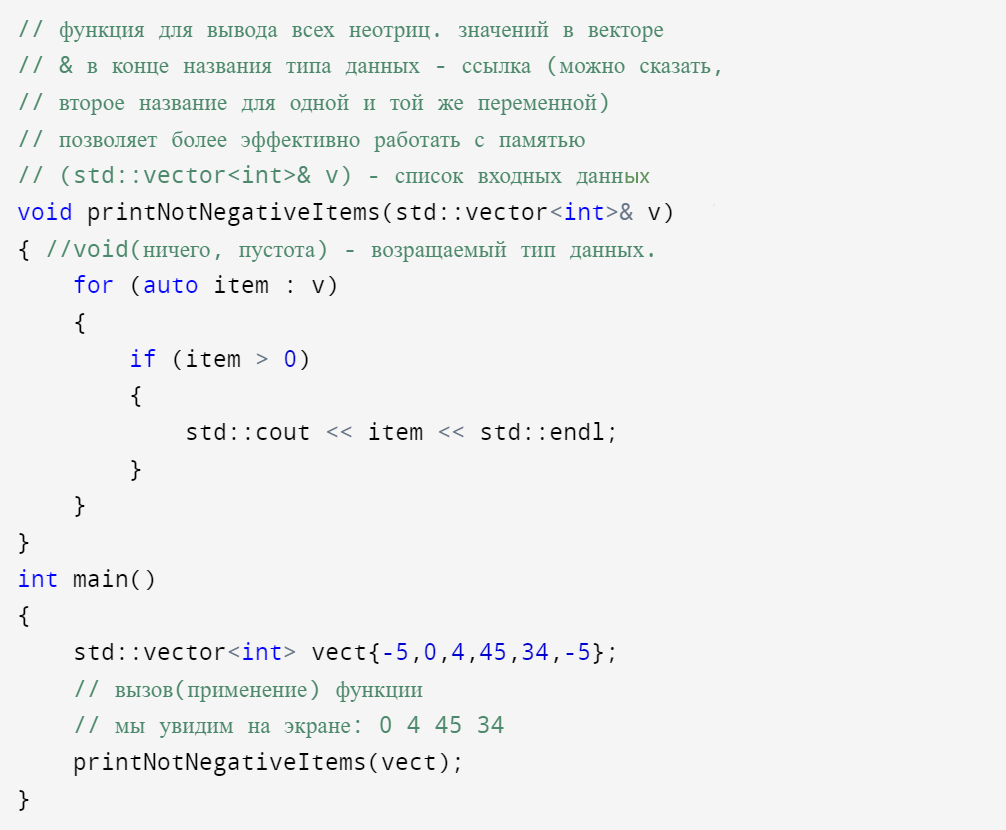 // функция для вывода всех неотриц. значений в векторе
// & в конце названия типа данных - ссылка (можно сказать,
// второе название для одной и той же переменной)
// позволяет более эффективно работать с памятью
// (std::vector<int>& v) - список входных данных
void printNotNegativeItems(std::vector<int>& v)
{ //void(ничего, пустота) - возращаемый тип данных.
    for (auto item : v)
    {
        if (item > 0)
        {
            std::cout << item << std::endl;
        }
    }
}
int main()
{
    std::vector<int> vect{-5,0,4,45,34,-5};
    // вызов(применение) функции
    // мы увидим на экране: 0 4 45 34
    printNotNegativeItems(vect);
}